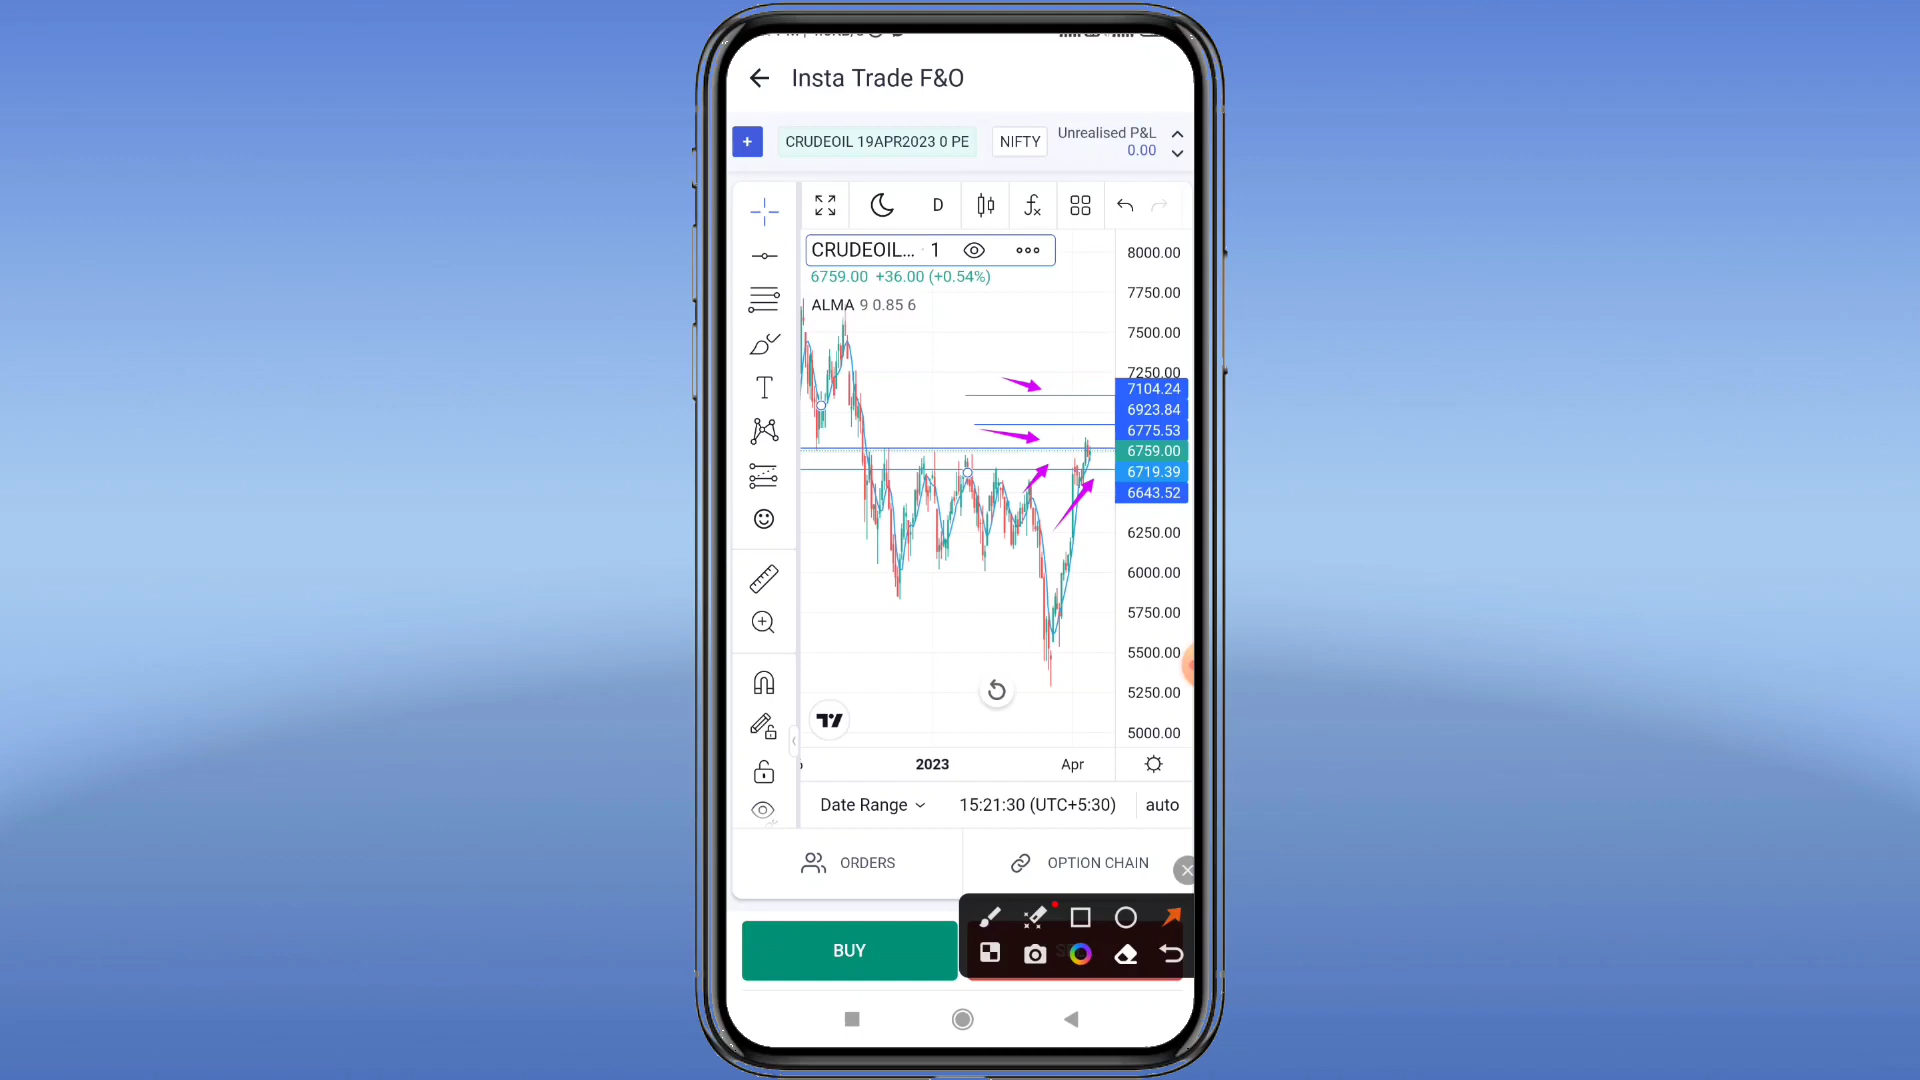 Insta Trade F&O
+
CRUDEOIL 19APR2023 0 PE
NIFTY
Unrealised P&L
0.00
D
CRUDEOIL... · 1
6759.00 +36.00 (+0.54%)
ALMA 9 0.85 6
8000.00
7750.00
7500.00
7250.00
7104.24
6923.84
6775.53
6759.00
6719.39
6643.52
6250.00
6000.00
5750.00
5500.00
5250.00
5000.00
2023
Apr
Date Range
15:21:30 (UTC+5:30)
auto
ORDERS
OPTION CHAIN
BUY